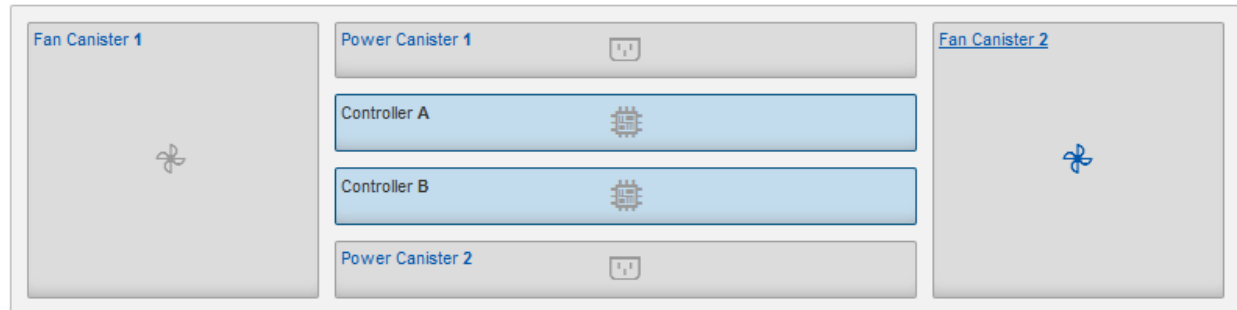 Fan Canister 1
Power Canister 1
Controller A
Controller B
Power Canister 2
Fan Canister 2